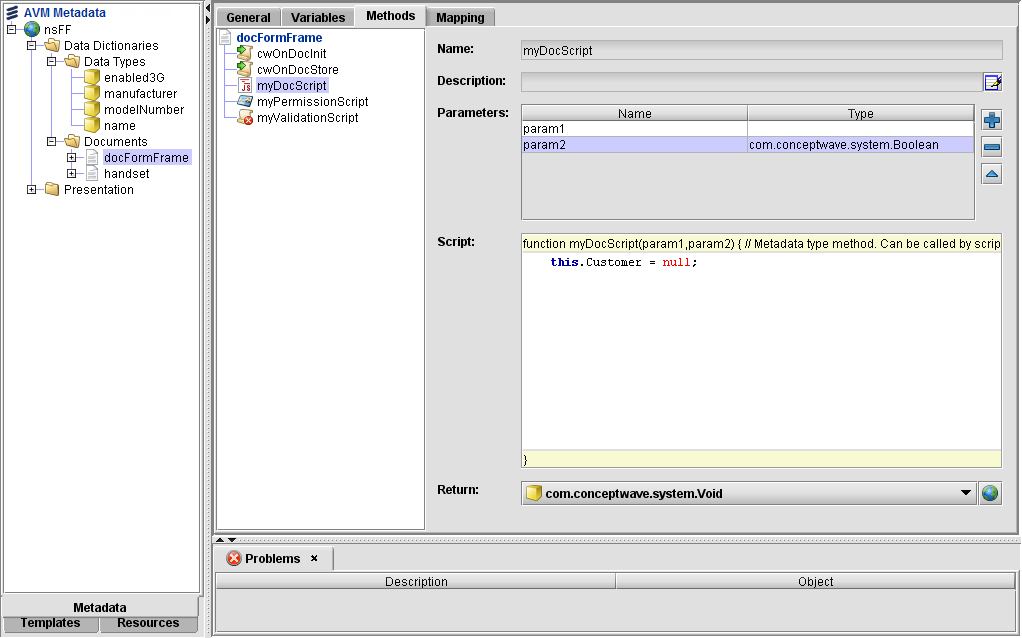 AVM Metadata
nsFF
Data Dictionaries
Data Types
enabled3G
manufacturer
modelNumber
name
Documents
docFormFrame
handset
Presentation
Metadata
Templates Resources
General Variables Methods Mapping
docFormFrame
cwOnDocInit
cwOnDocStore
myDocScript
myPermissionScript
myValidationScript
Name: myDocScript
Description:
Parameters: Name Type
param1
param2 com.conceptwave.system.Boolean
Script: function myDocScript(param1,param2) { // Metadata type method. Can be called by scrip
this.Customer = null;
}
Return: com.conceptwave.system.Void
Problems ×
Description Object